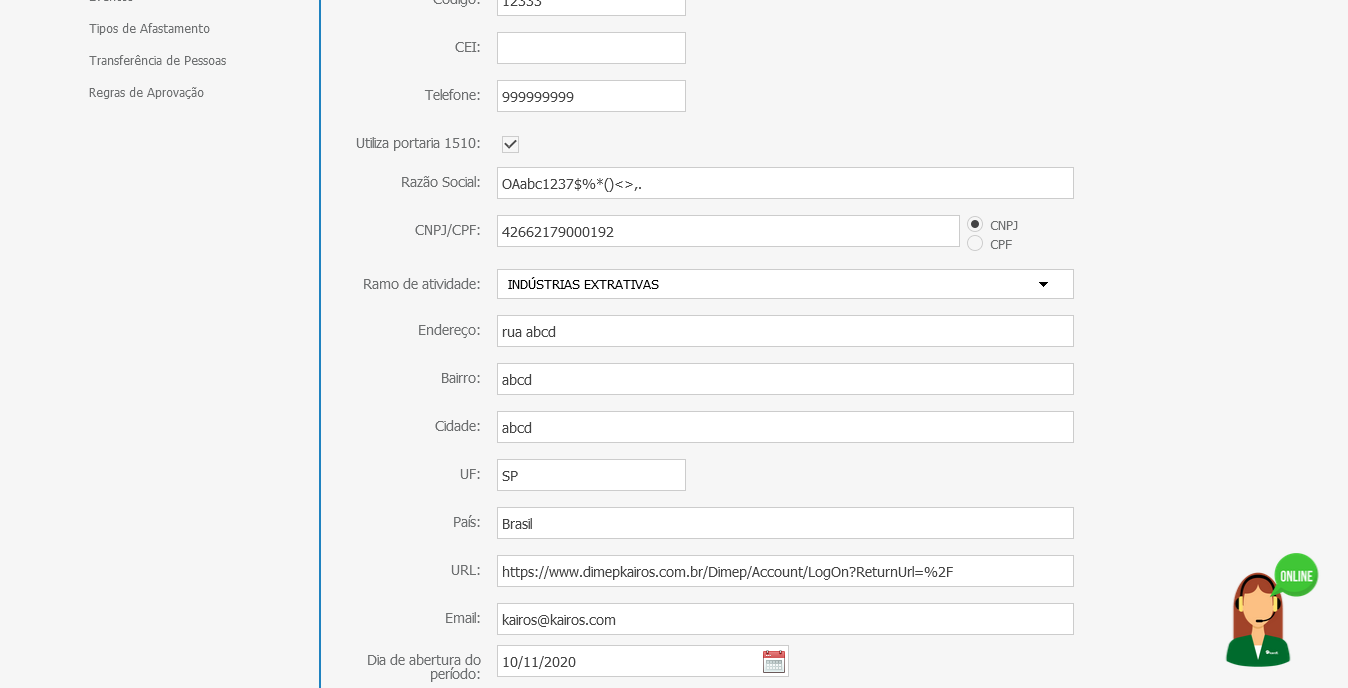 Eventos
Tipos de Afastamento
Transferência de Pessoas
Regras de Aprovação
Código: 12333
CEI:
Telefone: 999999999
Utiliza portaria 1510:
Razão Social: OAabc1237$%*()<>,.
CNPJ/CPF: 42662179000192 CNPJ
CPF
Ramo de atividade: INDÚSTRIAS EXTRATIVAS
Endereço: rua abcd
Bairro: abcd
Cidade: abcd
UF: SP
País: Brasil
URL: https://www.dimepkairos.com.br/Dimep/Account/LogOn?ReturnUrl=%2F
Email: kairos@kairos.com
Dia de abertura do
período: 10/11/2020
ONLINE